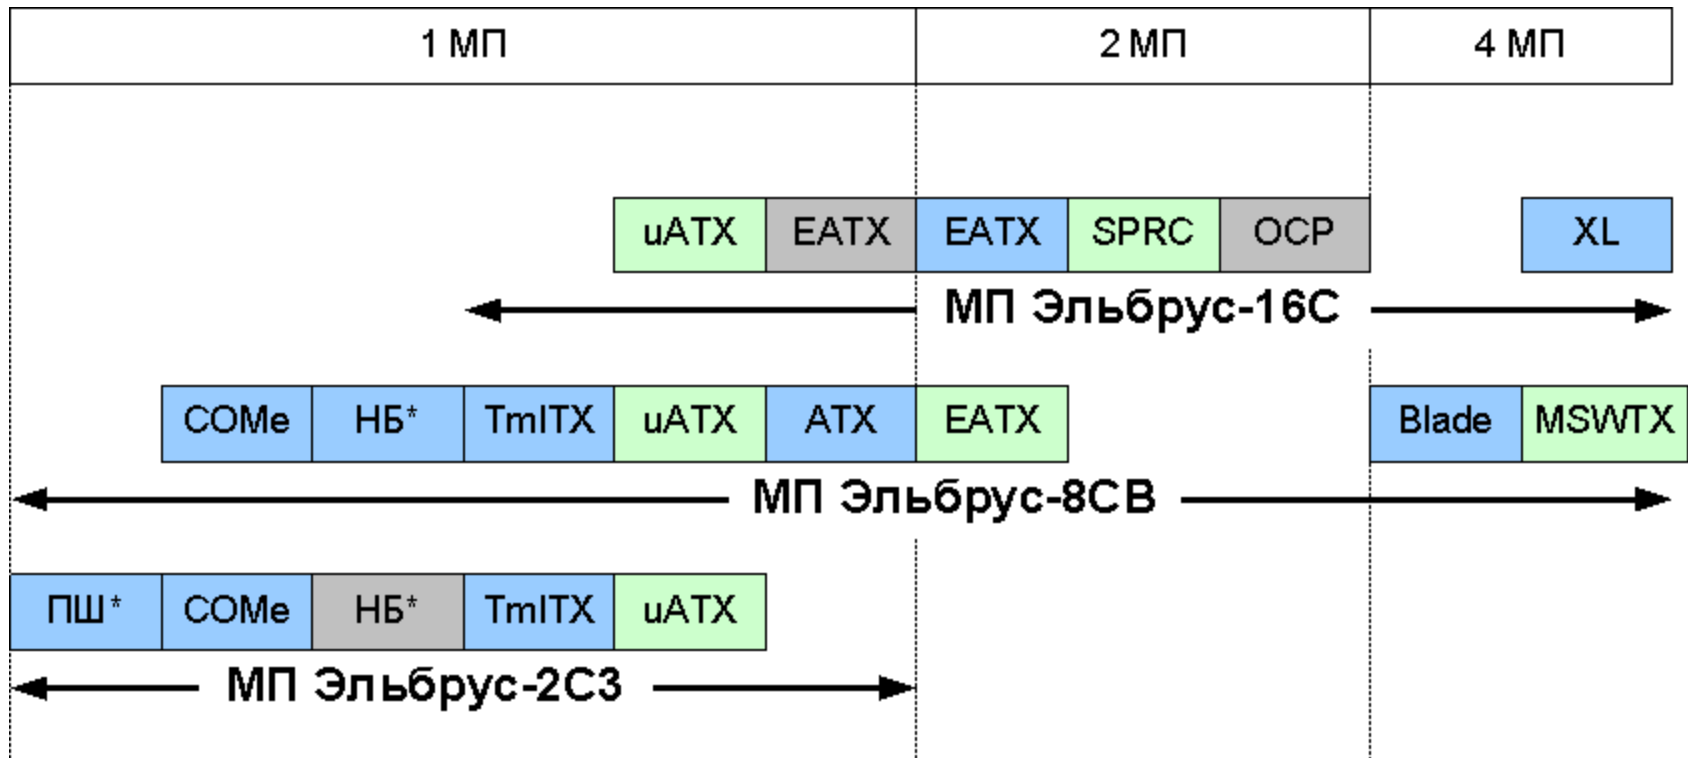 1 МП 2 МП 4 МП
uATX EATX EATX SPRC OCP XL
МП Эльбрус-16С
COMe НБ* TmITX uATX ATX EATX Blade MSWTX
МП Эльбрус-8СВ
ПШ* COMe НБ* TmITX uATX
МП Эльбрус-2С3